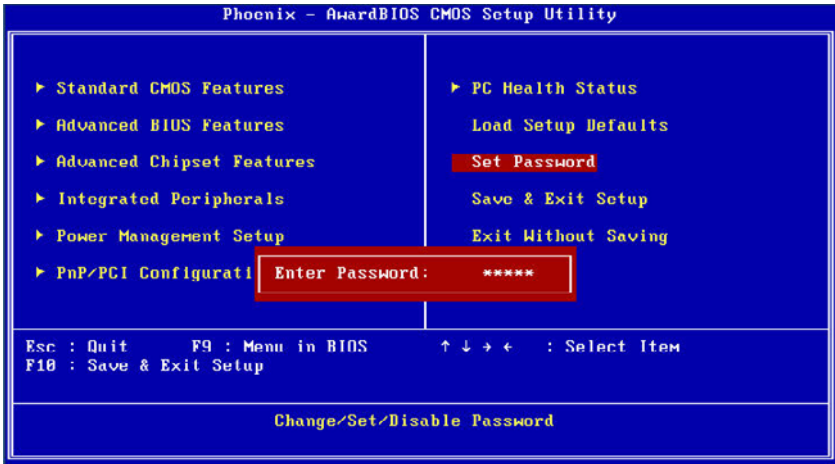 Phoenix - AwardBIOS CMOS Setup Utility
▶ Standard CMOS Features
▶ Advanced BIOS Features
▶ Advanced Chipset Features
▶ Integrated Peripherals
▶ Power Management Setup
▶ PnP/PCI Configurati
▶ PC Health Status
Load Setup Defaults
Set Password
Save & Exit Setup
Exit Without Saving
Enter Password: *****
Esc : Quit F9 : Menu in BIOS ↑ ↓ → ← : Select Item
F10 : Save & Exit Setup
Change/Set/Disable Password